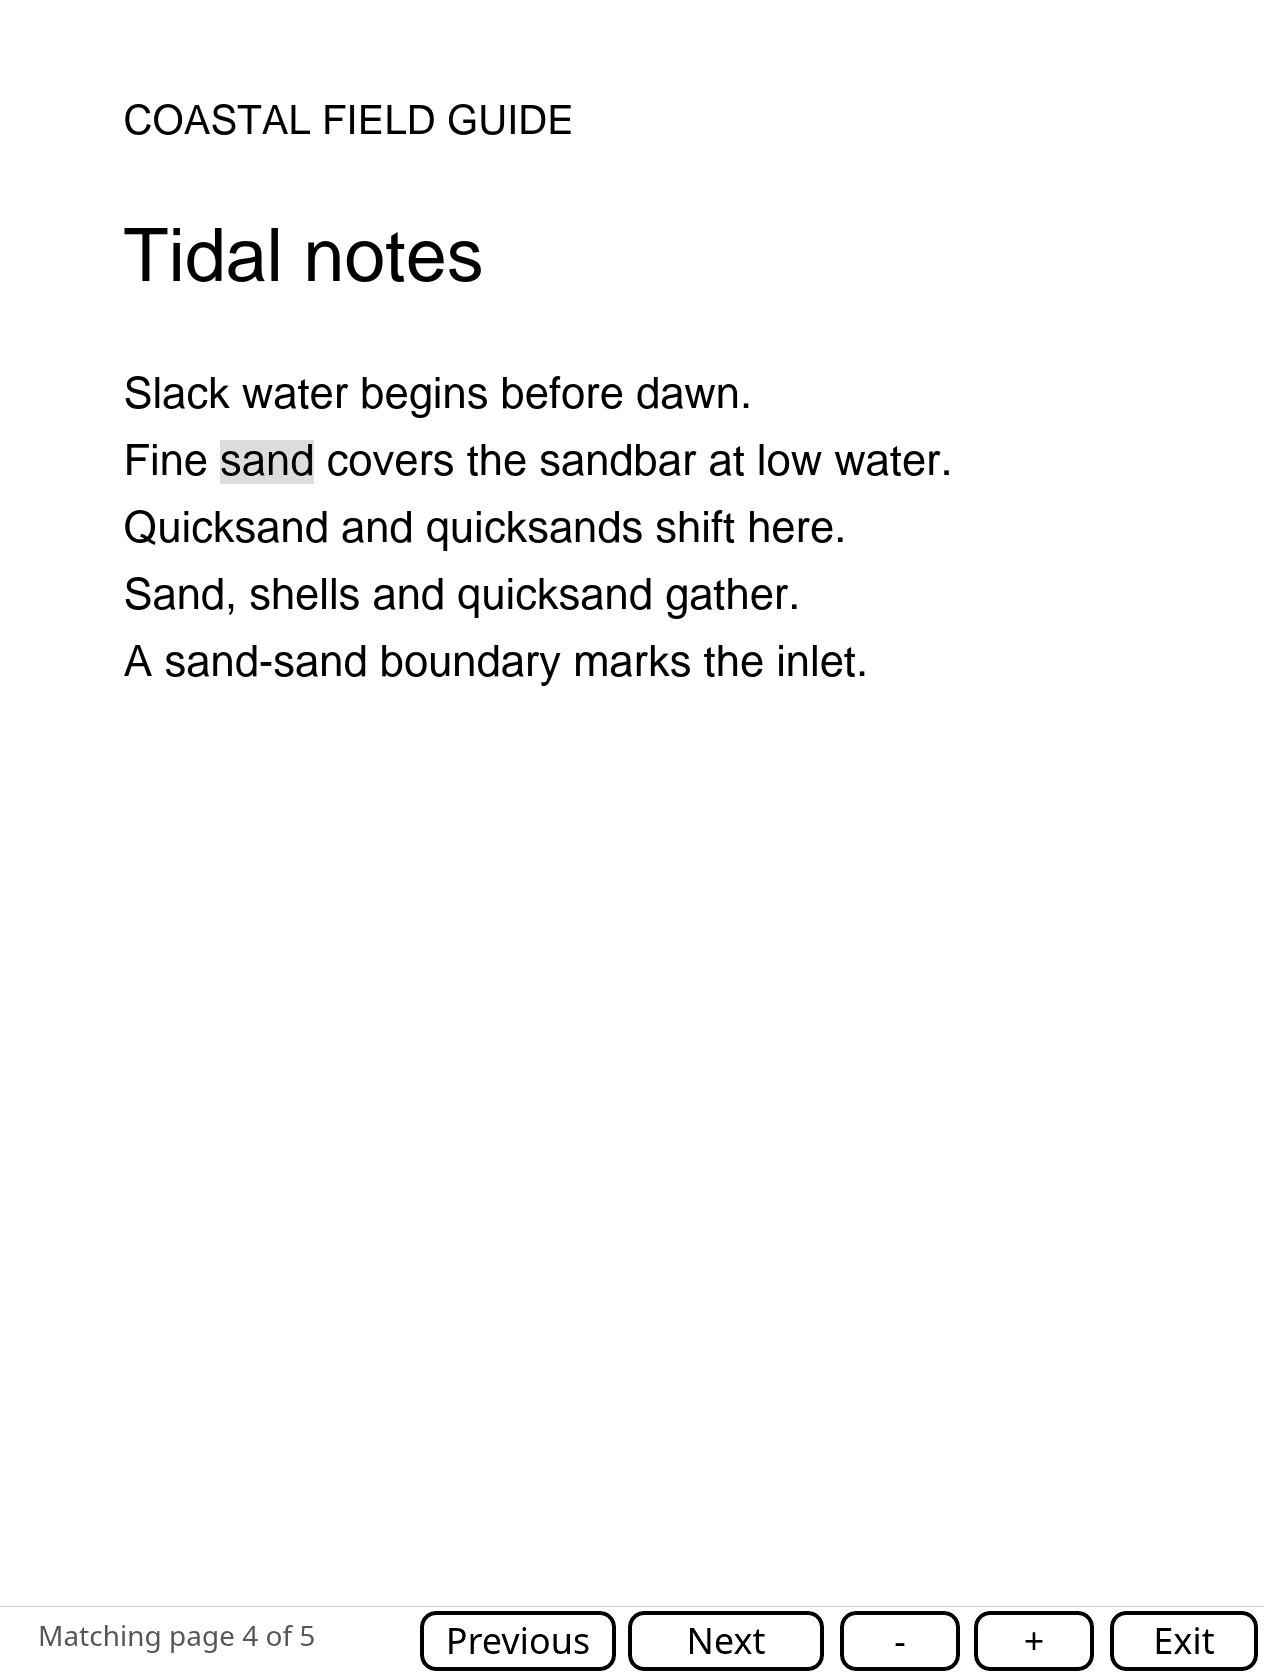 COASTAL FIELD GUIDE
Tidal notes
Slack water begins before dawn.
Fine sand covers the sandbar at low water.
Quicksand and quicksands shift here.
Sand, shells and quicksand gather.
A sand-sand boundary marks the inlet.
Matching page 4 of 5 Previous Next - + Exit